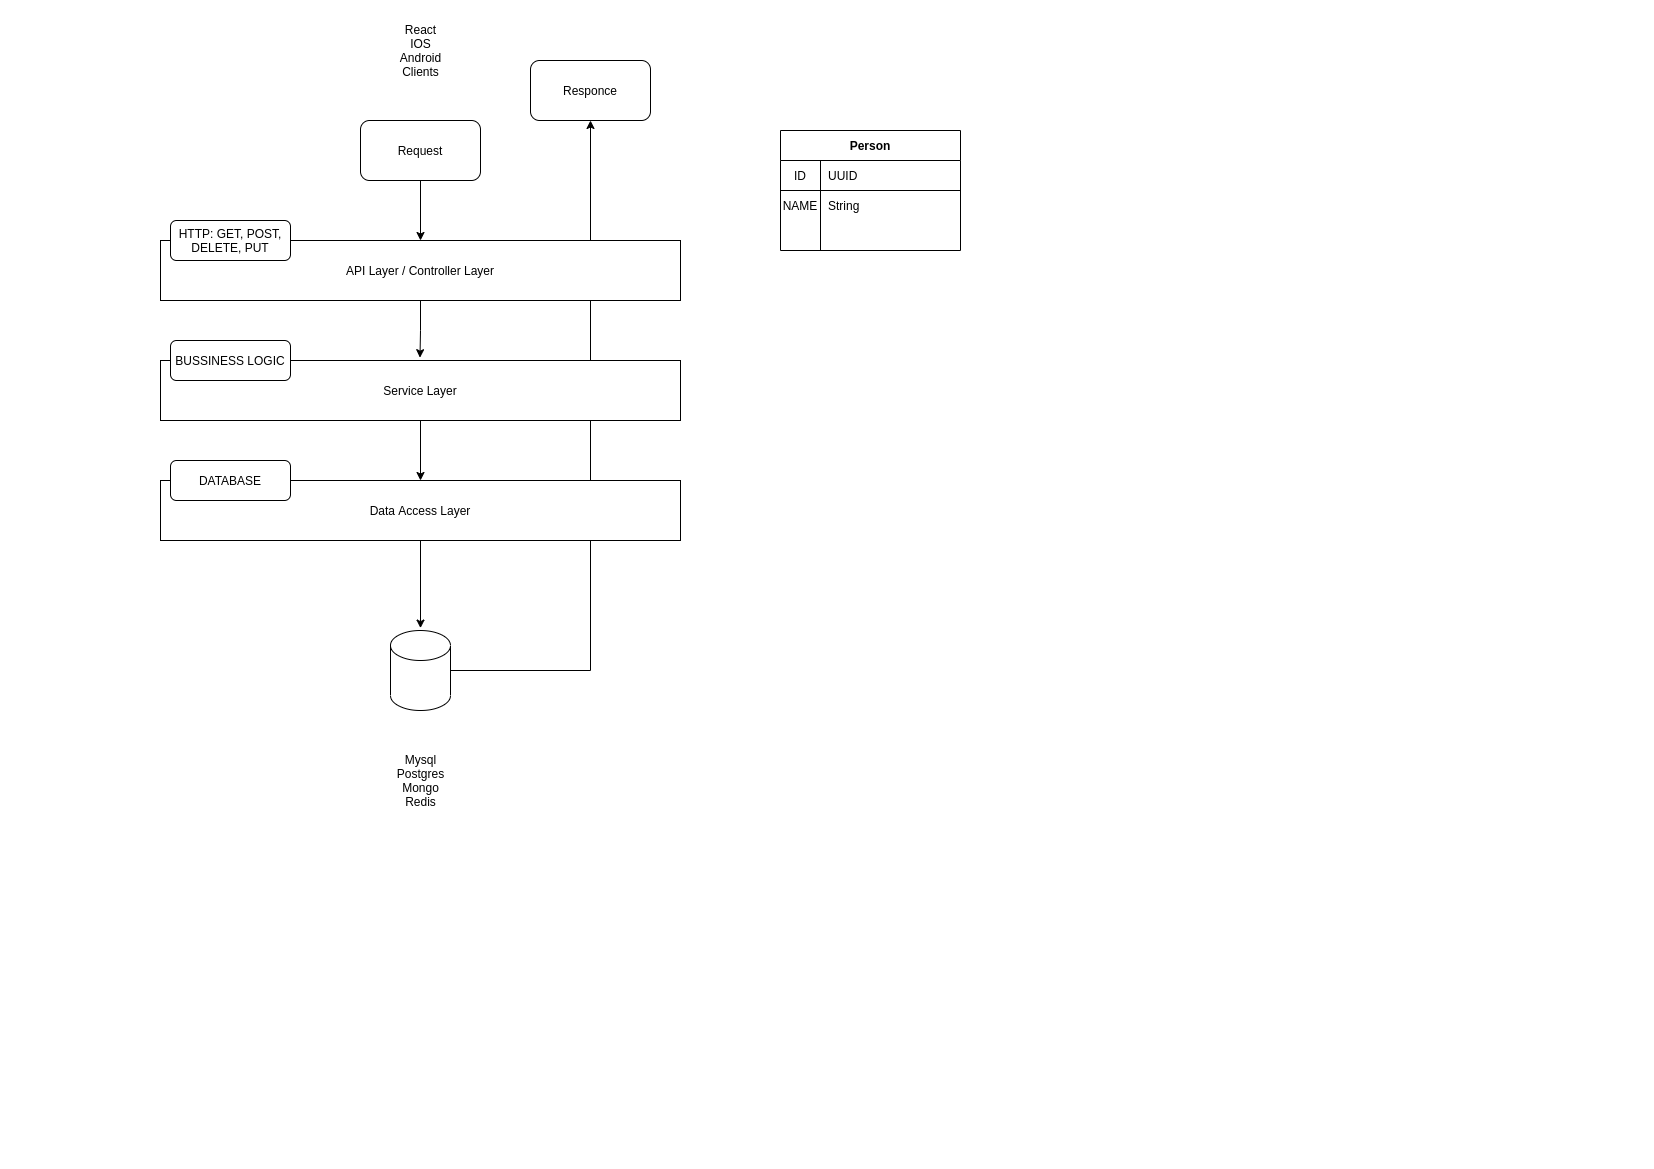 React
IOS
Android
Clients
Responce
Request
HTTP: GET, POST,
DELETE, PUT
API Layer / Controller Layer
BUSSINESS LOGIC
Service Layer
DATABASE
Data Access Layer
Mysql
Postgres
Mongo
Redis
Person
ID UUID
NAME String